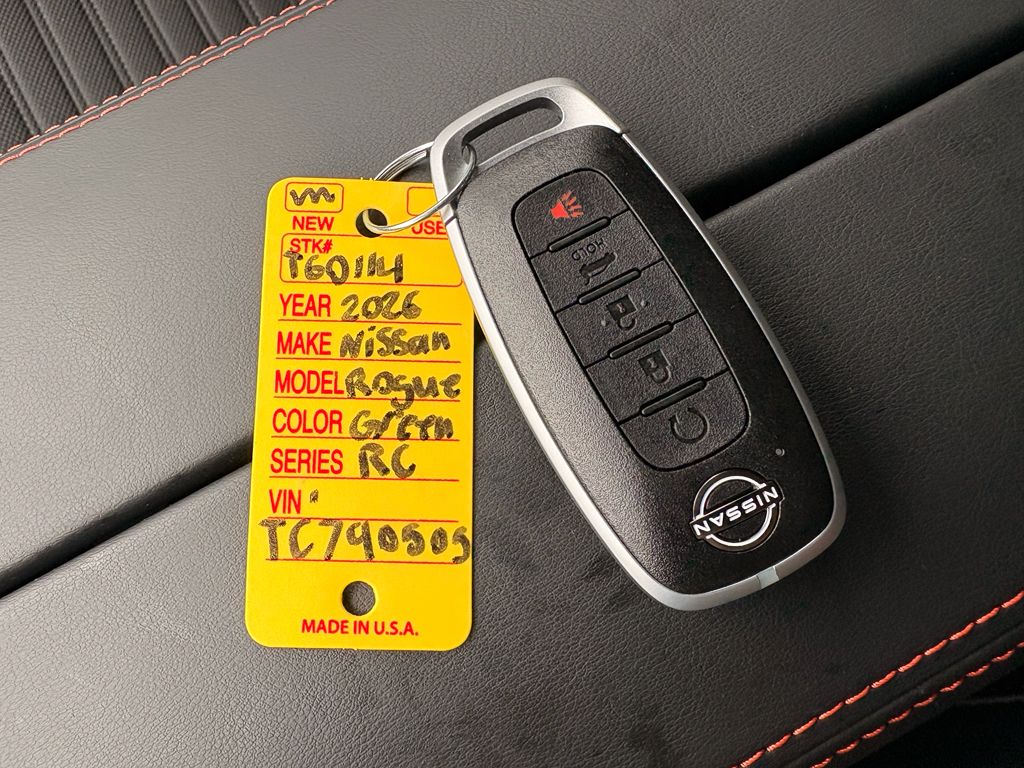 NEW USE
STK#
T60114
YEAR 2026
MAKE Nissan
MODEL Rogue
COLOR Green
SERIES RC
VIN
TC790505
MADE IN U.S.A.
HOLD
NISSAN